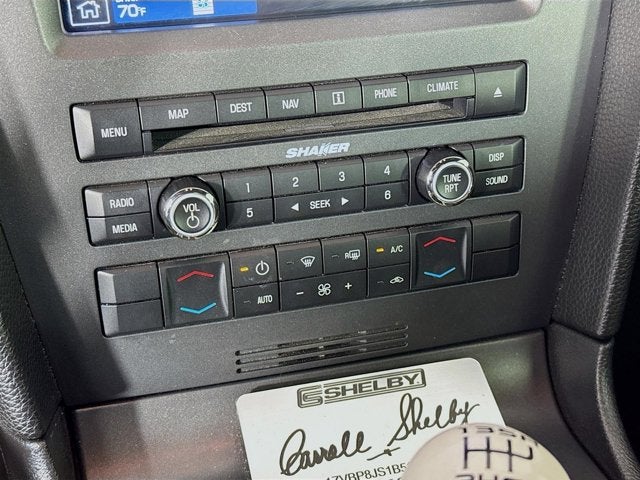 70°F
MENU MAP DEST NAV i PHONE CLIMATE
SHAKER
RADIO VOL 1 2 3 4 TUNE RPT DISP
MEDIA 5 SEEK 6 SOUND
R A/C
AUTO - +
SHELBY
Carroll Shelby